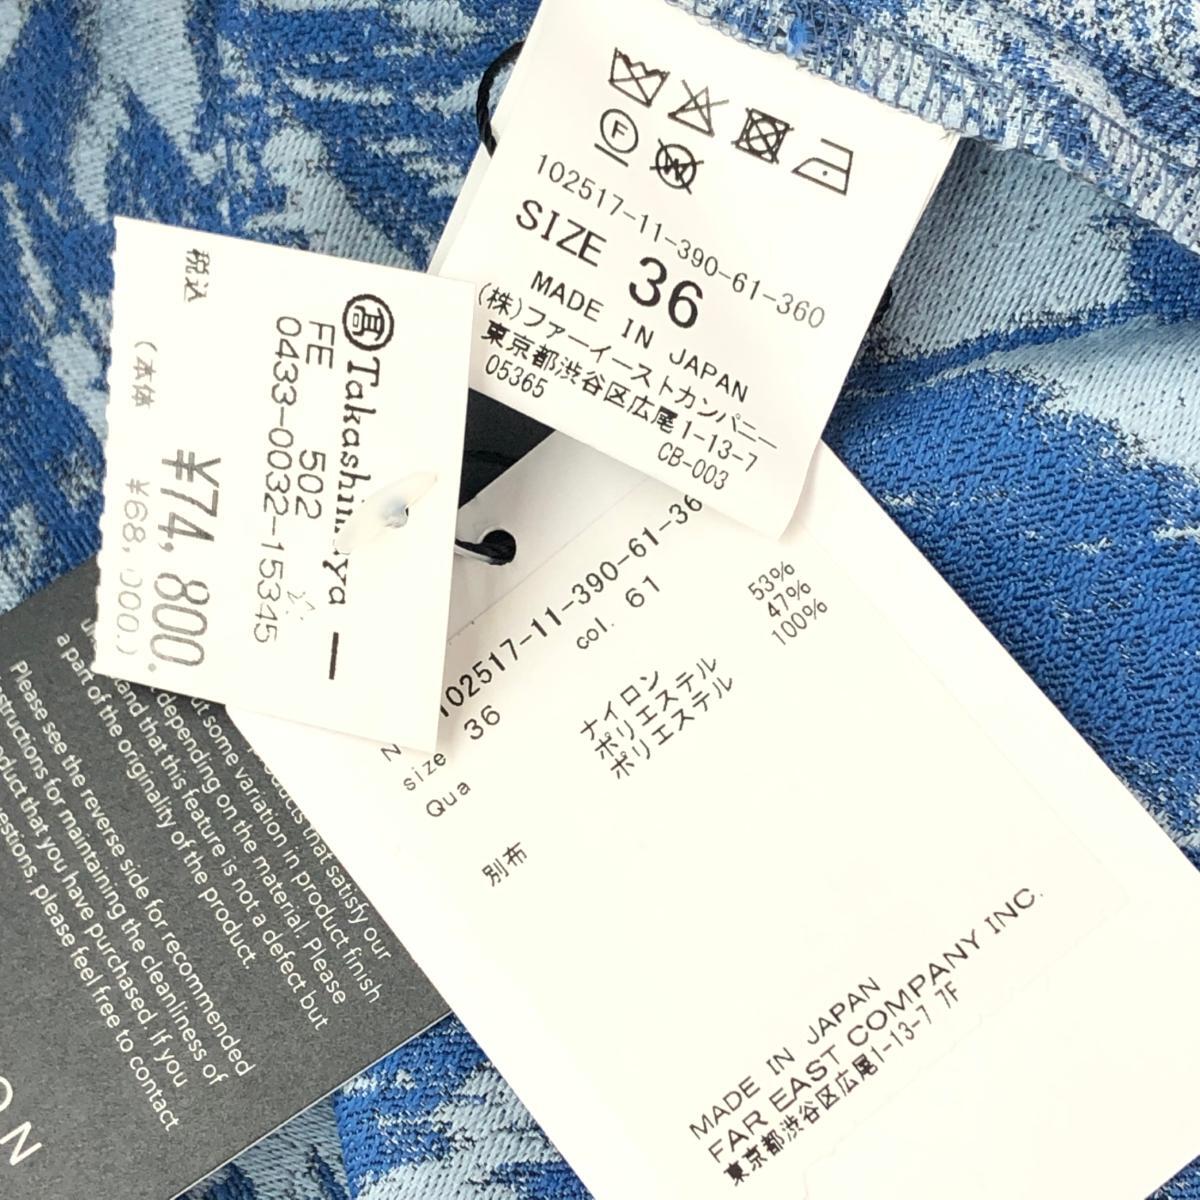 102517-11-390-61-360
SIZE 36
MADE IN JAPAN
(株)ファーイーストカンパニー
東京都渋谷区広尾1-13-7
05365
CB-003
髙 Takashimaya
FE 502
0433-0032-15345
税込 ¥74,800.
(本体 ¥68,000.)
N 102517-11-390-61-36
size 36 col. 61
Qua ナイロン 53%
ポリエステル 47%
別布 ポリエステル 100%
MADE IN JAPAN
FAR EAST COMPANY INC.
東京都渋谷区広尾1-13-7 7F
that satisfy our
some variation in product finish
depending on the material. Please
and that this feature is not a defect but
a part of the originality of the product.
Please see the reverse side for recommended
instructions for maintaining the cleanliness of
product that you have purchased. If you
questions, please feel free to contact
ON